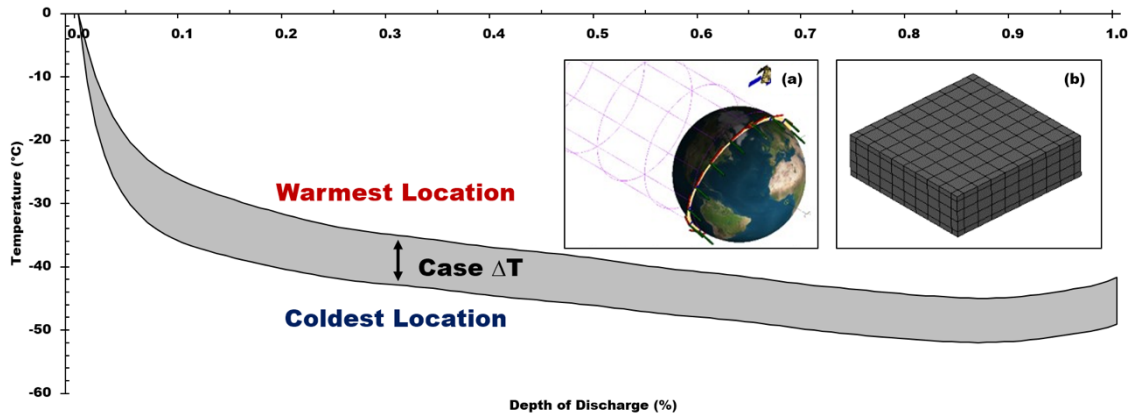 0
0.0 0.1 0.2 0.3 0.4 0.5 0.6 0.7 0.8 0.9 1.0
-10
-20
-30
-40
-50
-60
Temperature (°C)
(a)
(b)
Warmest Location
Case ΔT
Coldest Location
Depth of Discharge (%)